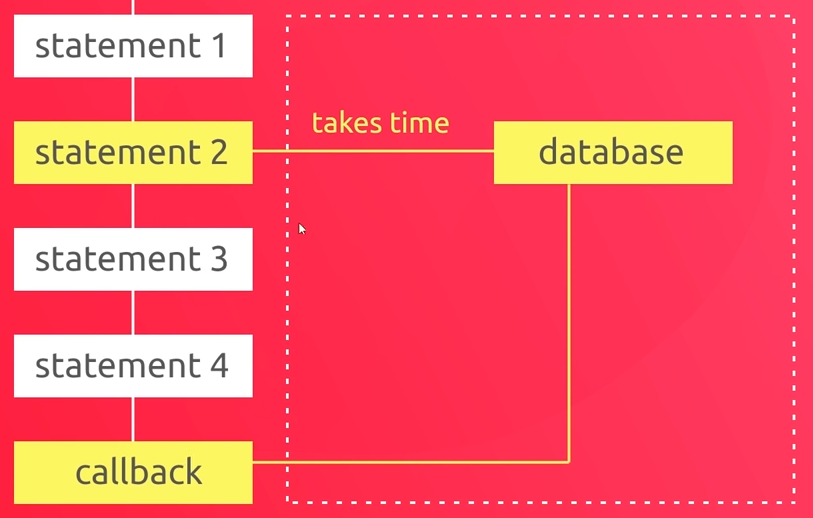 statement 1
takes time
statement 2
database
statement 3
statement 4
callback